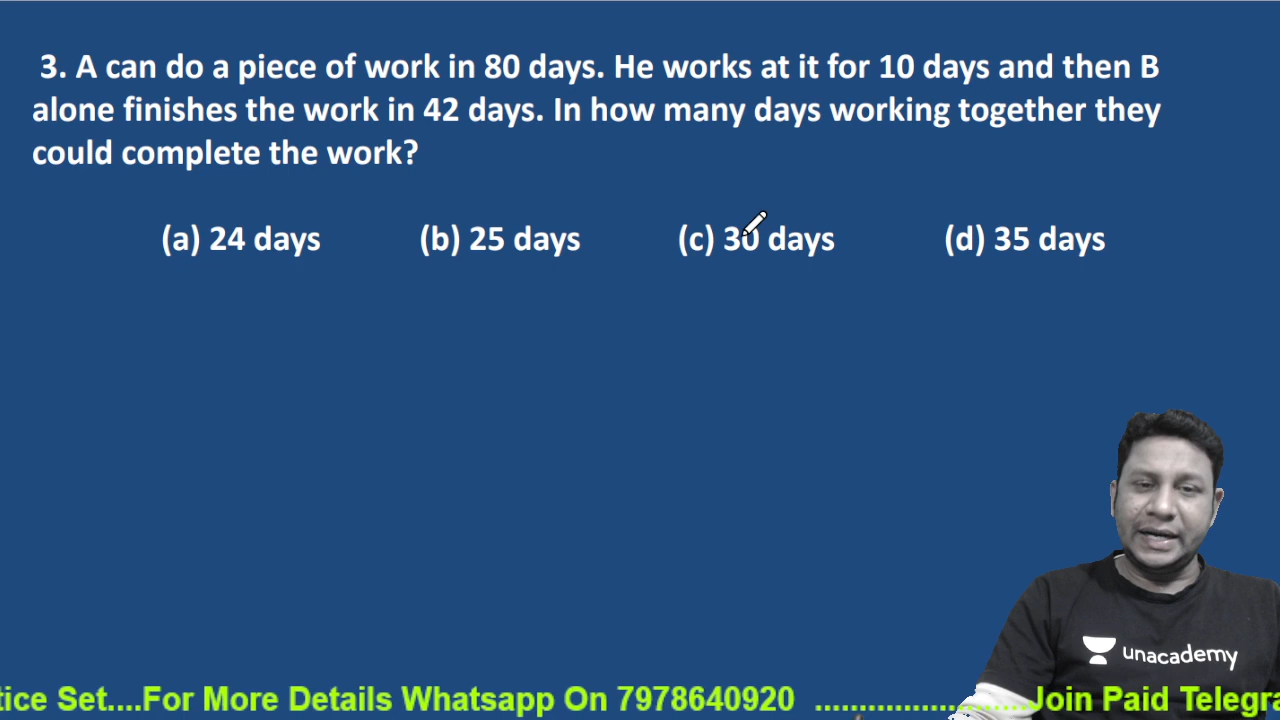 3. A can do a piece of work in 80 days. He works at it for 10 days and then B
alone finishes the work in 42 days. In how many days working together they
could complete the work?
(a) 24 days (b) 25 days (c) 30 days (d) 35 days
unacademy
tice Set....For More Details Whatsapp On 7978640920 ........................Join Paid Telegra